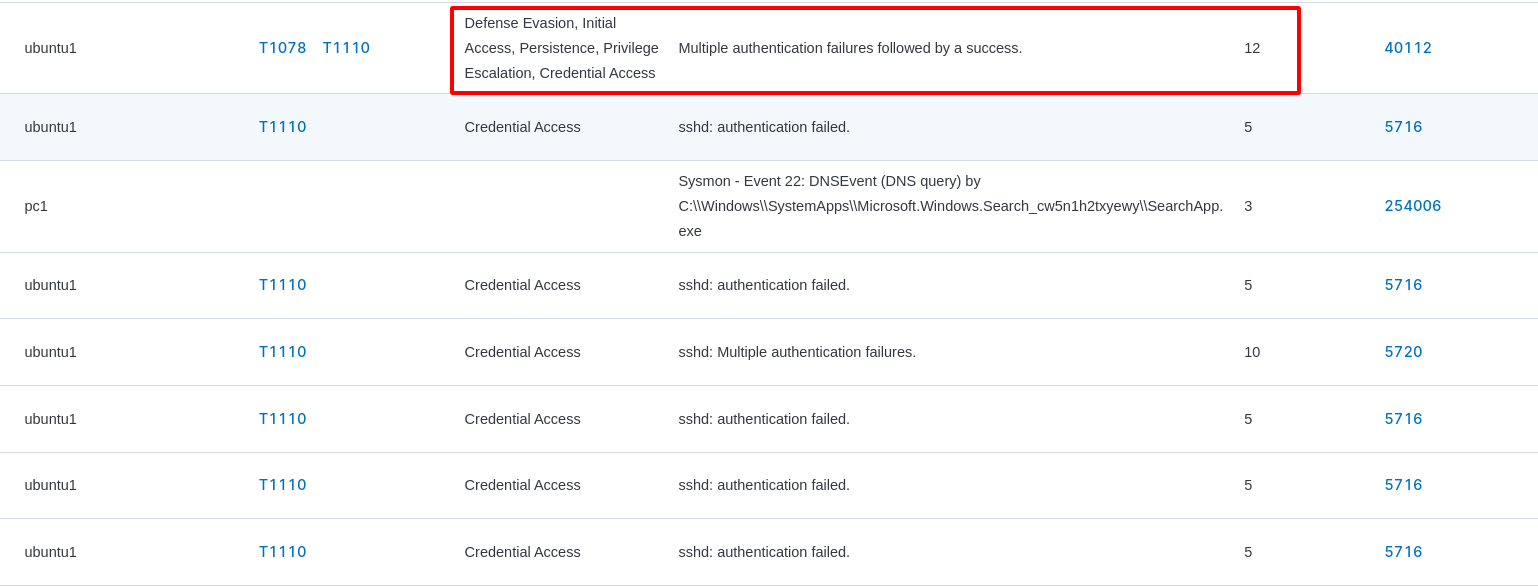 ubuntu1 T1078 T1110 Defense Evasion, Initial Access, Persistence, Privilege Escalation, Credential Access Multiple authentication failures followed by a success. 12 40112
ubuntu1 T1110 Credential Access sshd: authentication failed. 5 5716
pc1 Sysmon - Event 22: DNSEvent (DNS query) by C:\\Windows\\SystemApps\\Microsoft.Windows.Search_cw5n1h2txyewy\\SearchApp.exe 3 254006
ubuntu1 T1110 Credential Access sshd: authentication failed. 5 5716
ubuntu1 T1110 Credential Access sshd: Multiple authentication failures. 10 5720
ubuntu1 T1110 Credential Access sshd: authentication failed. 5 5716
ubuntu1 T1110 Credential Access sshd: authentication failed. 5 5716
ubuntu1 T1110 Credential Access sshd: authentication failed. 5 5716